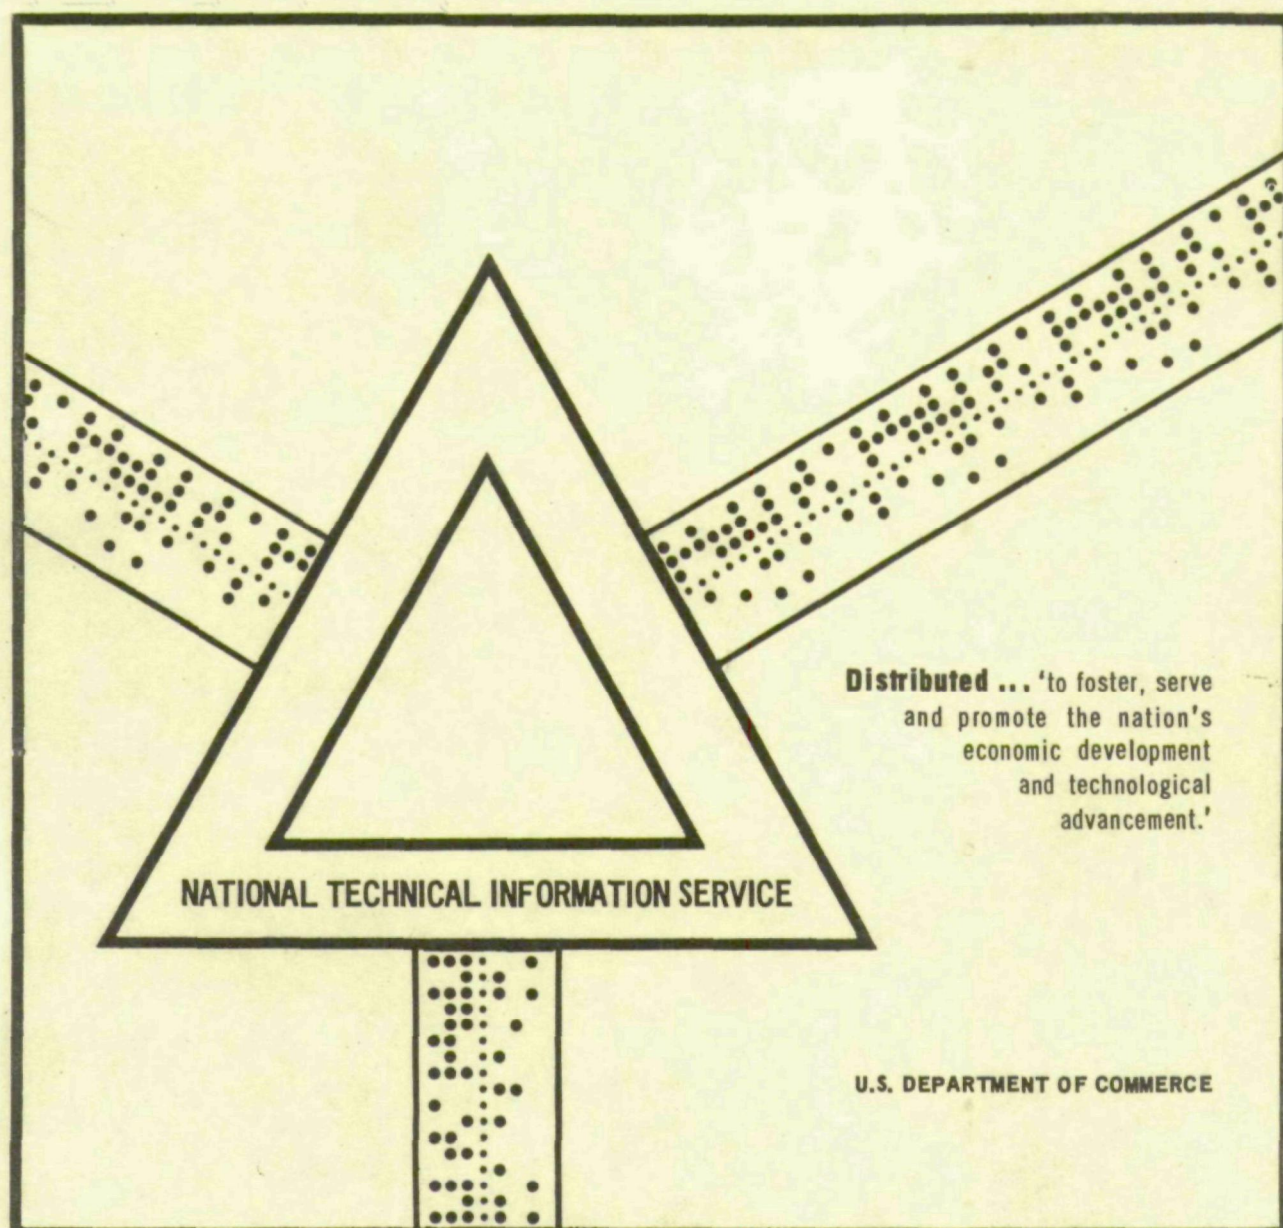 Distributed ... 'to foster, serve
and promote the nation's
economic development
and technological
advancement.'
NATIONAL TECHNICAL INFORMATION SERVICE
U.S. DEPARTMENT OF COMMERCE